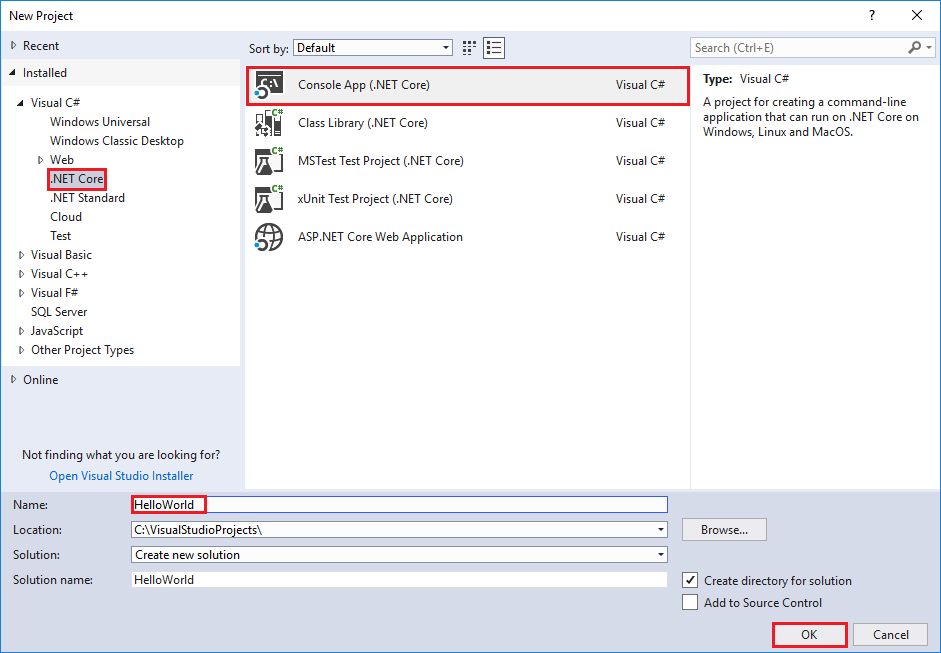 New Project
?
Recent
Installed
Visual C#
Windows Universal
Windows Classic Desktop
Web
.NET Core
.NET Standard
Cloud
Test
Visual Basic
Visual C++
Visual F#
SQL Server
JavaScript
Other Project Types
Online
Not finding what you are looking for?
Open Visual Studio Installer
Sort by: Default
Console App (.NET Core) Visual C#
Class Library (.NET Core) Visual C#
MSTest Test Project (.NET Core) Visual C#
xUnit Test Project (.NET Core) Visual C#
ASP.NET Core Web Application Visual C#
Search (Ctrl+E)
Type: Visual C#
A project for creating a command-line
application that can run on .NET Core on
Windows, Linux and MacOS.
Name: HelloWorld
Location: C:\VisualStudioProjects\ Browse...
Solution: Create new solution
Solution name: HelloWorld
Create directory for solution
Add to Source Control
OK Cancel